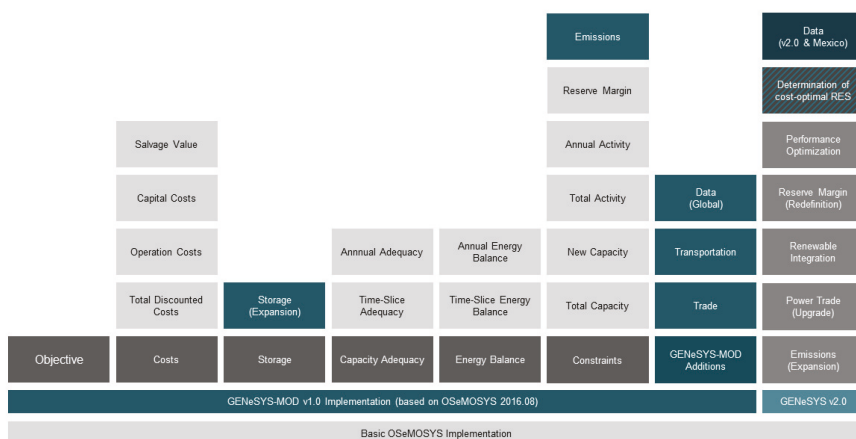 Emissions
Data
(v2.0 & Mexico)
Reserve Margin
Determination of
cost-optimal RES
Salvage Value
Annual Activity
Performance
Optimization
Capital Costs
Total Activity
Data
(Global)
Reserve Margin
(Redefinition)
Operation Costs
Annnual Adequacy
Annual Energy
Balance
New Capacity
Transportation
Renewable
Integration
Total Discounted
Costs
Storage
(Expansion)
Time-Slice
Adequacy
Time-Slice Energy
Balance
Total Capacity
Trade
Power Trade
(Upgrade)
Objective
Costs
Storage
Capacity Adequacy
Energy Balance
Constraints
GENeSYS-MOD
Additions
Emissions
(Expansion)
GENeSYS-MOD v1.0 Implementation (based on OSeMOSYS 2016.08)
GENeSYS v2.0
Basic OSeMOSYS Implementation